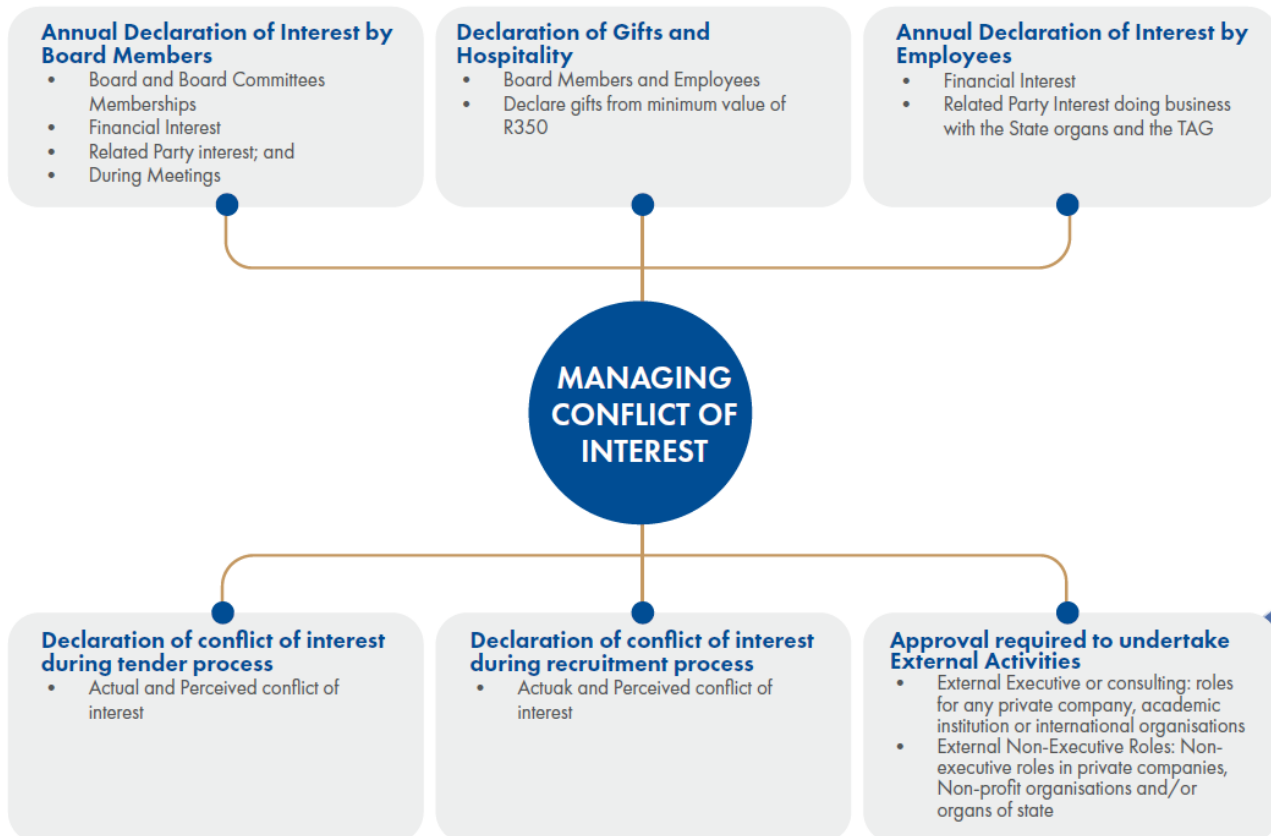 Annual Declaration of Interest by
Board Members
• Board and Board Committees
Memberships
• Financial Interest
• Related Party interest; and
• During Meetings
Declaration of Gifts and
Hospitality
• Board Members and Employees
• Declare gifts from minimum value of
R350
Annual Declaration of Interest by
Employees
• Financial Interest
• Related Party Interest doing business
with the State organs and the TAG
MANAGING
CONFLICT OF
INTEREST
Declaration of conflict of interest
during tender process
• Actual and Perceived conflict of
interest
Declaration of conflict of interest
during recruitment process
• Actuak and Perceived conflict of
interest
Approval required to undertake
External Activities
• External Executive or consulting: roles
for any private company, academic
institution or international organisations
• External Non-Executive Roles: Non-
executive roles in private companies,
Non-profit organisations and/or
organs of state